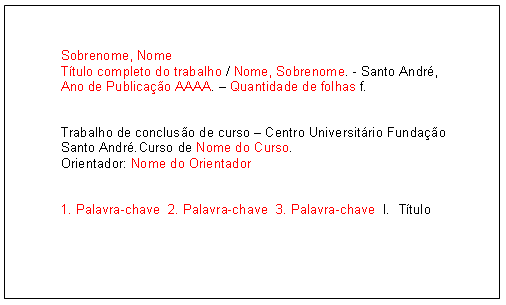 Sobrenome, Nome
Título completo do trabalho / Nome, Sobrenome. - Santo André,
Ano de Publicação AAAA. – Quantidade de folhas f.
Trabalho de conclusão de curso – Centro Universitário Fundação
Santo André.Curso de Nome do Curso.
Orientador: Nome do Orientador
1. Palavra-chave 2. Palavra-chave 3. Palavra-chave I. Título